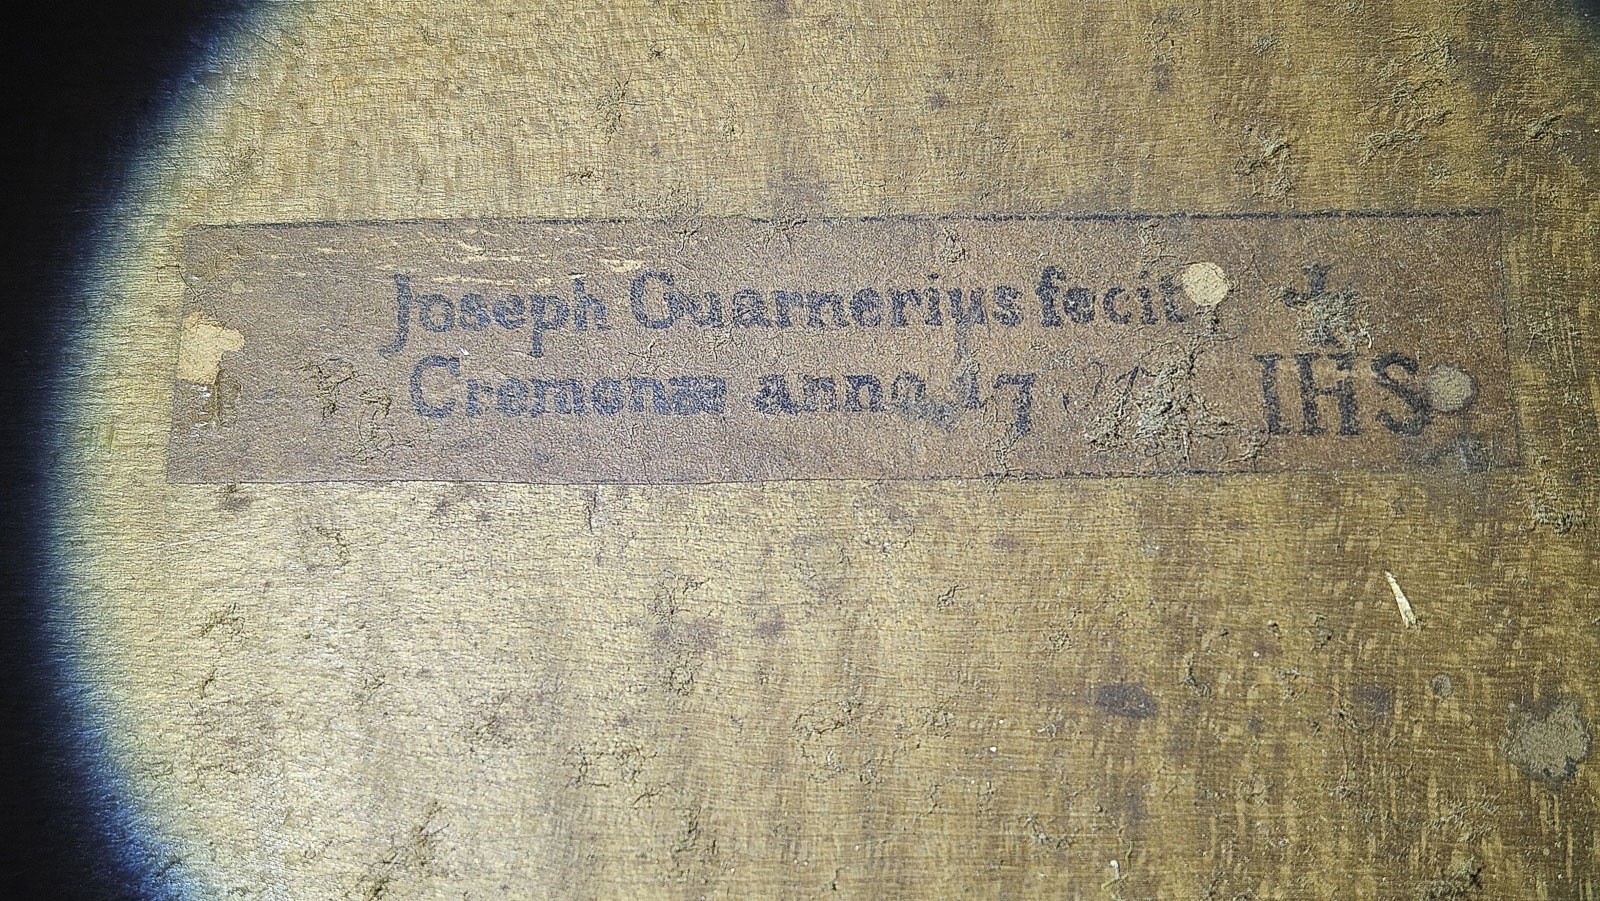 Joseph Guarnerius fecit
Cremonæ anno 17
IHS